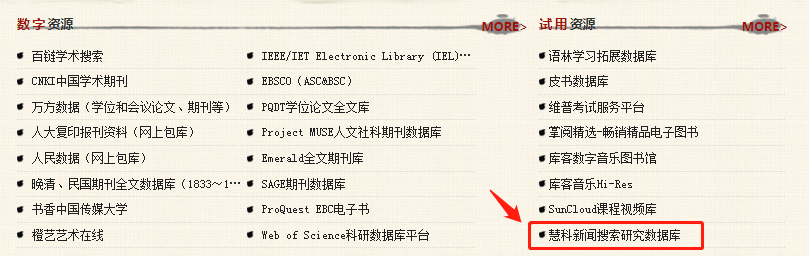 数字资源
MORE>
百链学术搜索
CNKI中国学术期刊
万方数据（学位和会议论文、期刊等）
人大复印报刊资料（网上包库）
人民数据（网上包库）
晚清、民国期刊全文数据库（1833～1…
书香中国传媒大学
橙艺艺术在线
IEEE/IET Electronic Library (IEL)…
EBSCO（ASC&BSC）
PQDT学位论文全文库
Project MUSE人文社科期刊数据库
Emerald全文期刊库
SAGE期刊数据库
ProQuest EBC电子书
Web of Science科研数据库平台
试用资源
MORE>
语林学习拓展数据库
皮书数据库
维普考试服务平台
掌阅精选-畅销精品电子图书
库客数字音乐图书馆
库客音乐Hi-Res
SunCloud课程视频库
慧科新闻搜索研究数据库